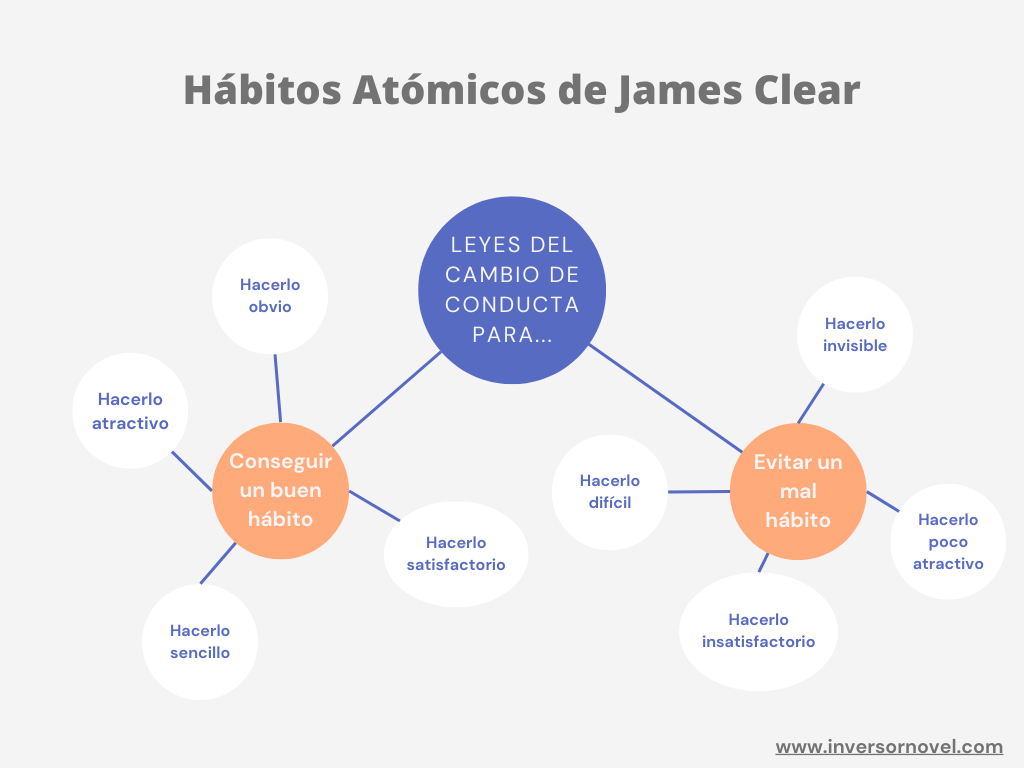 Hábitos Atómicos de James Clear
LEYES DEL
CAMBIO DE
CONDUCTA
PARA...
Hacerlo
obvio
Hacerlo
atractivo
Conseguir
un buen
hábito
Hacerlo
satisfactorio
Hacerlo
sencillo
Hacerlo
invisible
Evitar un
mal
hábito
Hacerlo
difícil
Hacerlo
poco
atractivo
Hacerlo
insatisfactorio
www.inversornovel.com